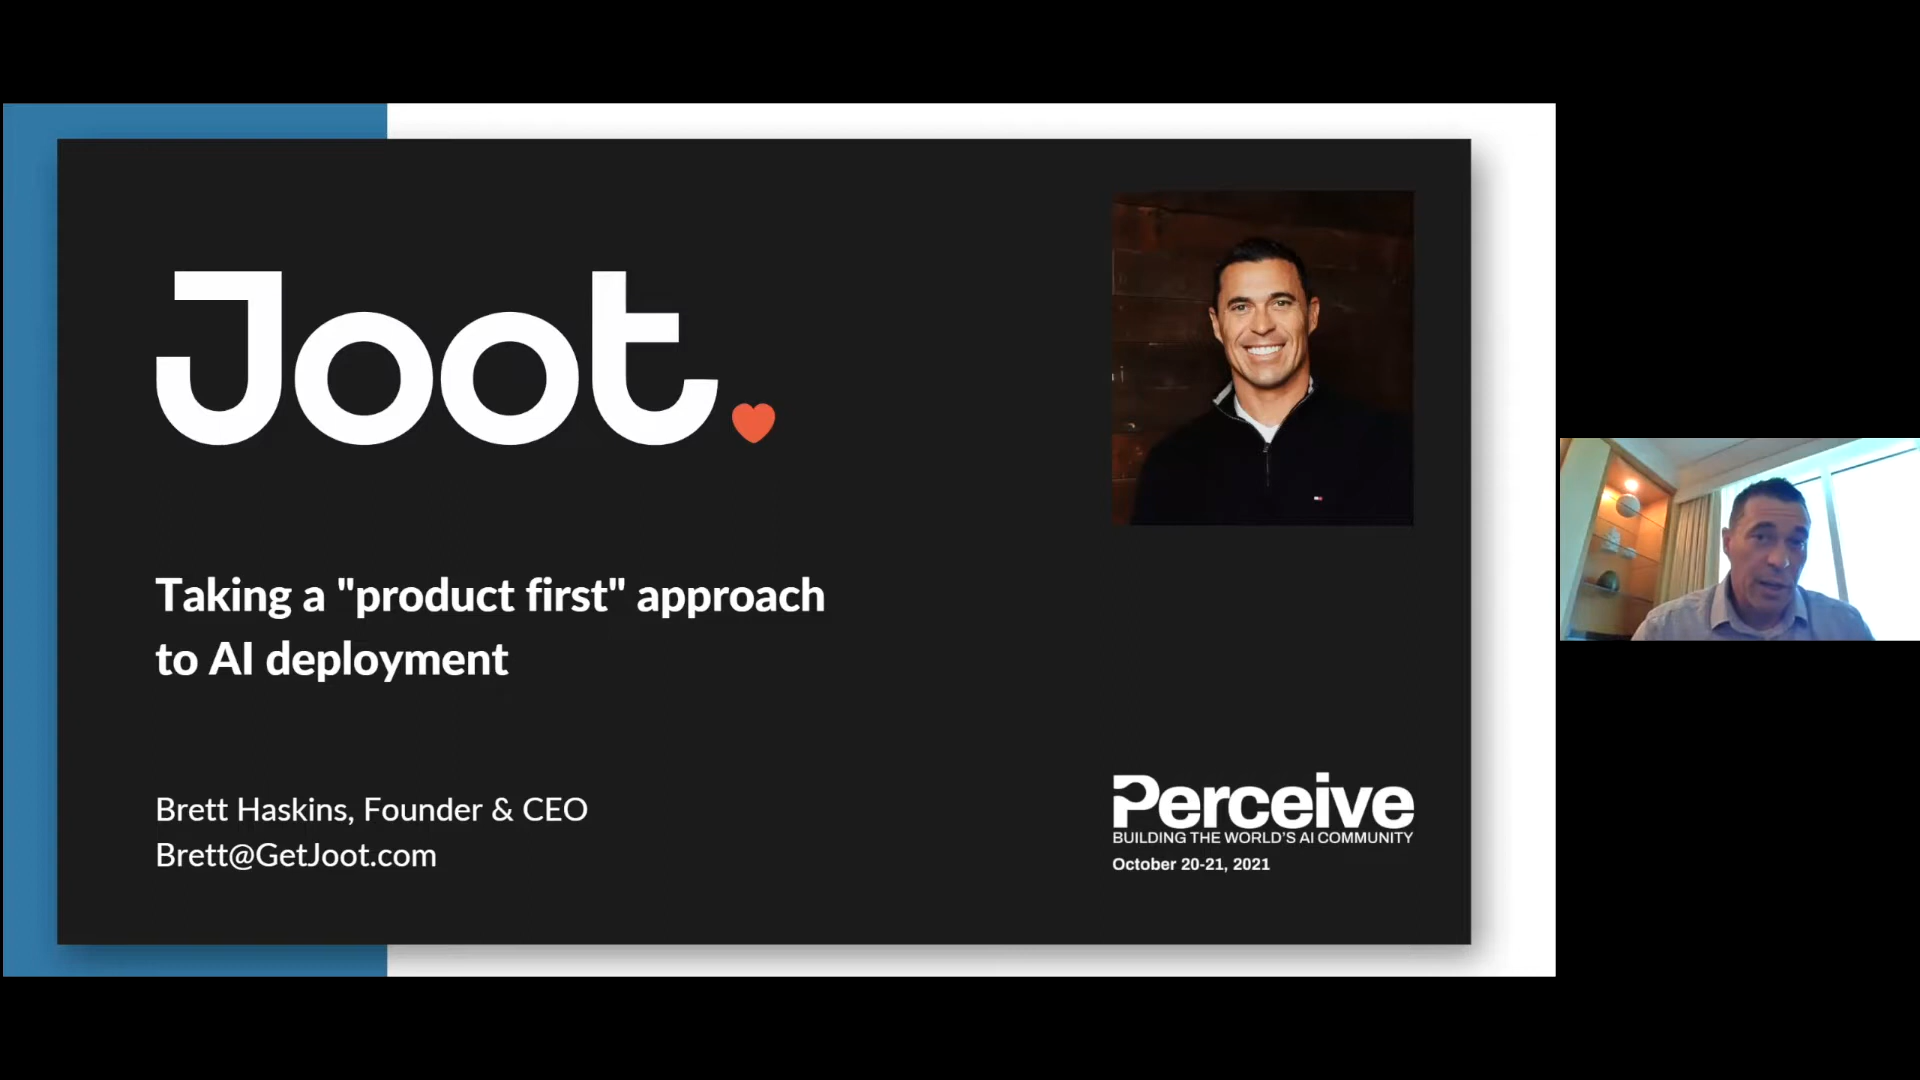 Joot.
Taking a "product first" approach
to AI deployment
Brett Haskins, Founder & CEO
Brett@GetJoot.com
Perceive
BUILDING THE WORLD'S AI COMMUNITY
October 20-21, 2021